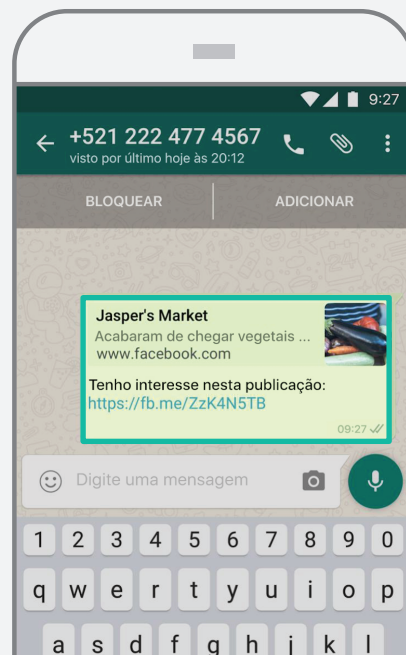 9:27
+521 222 477 4567
visto por último hoje às 20:12
BLOQUEAR ADICIONAR
Jasper's Market
Acabaram de chegar vegetais ...
www.facebook.com
Tenho interesse nesta publicação:
https://fb.me/ZzK4N5TB
09:27
Digite uma mensagem
1 2 3 4 5 6 7 8 9 0
q w e r t y u i o p
a s d f g h j k l